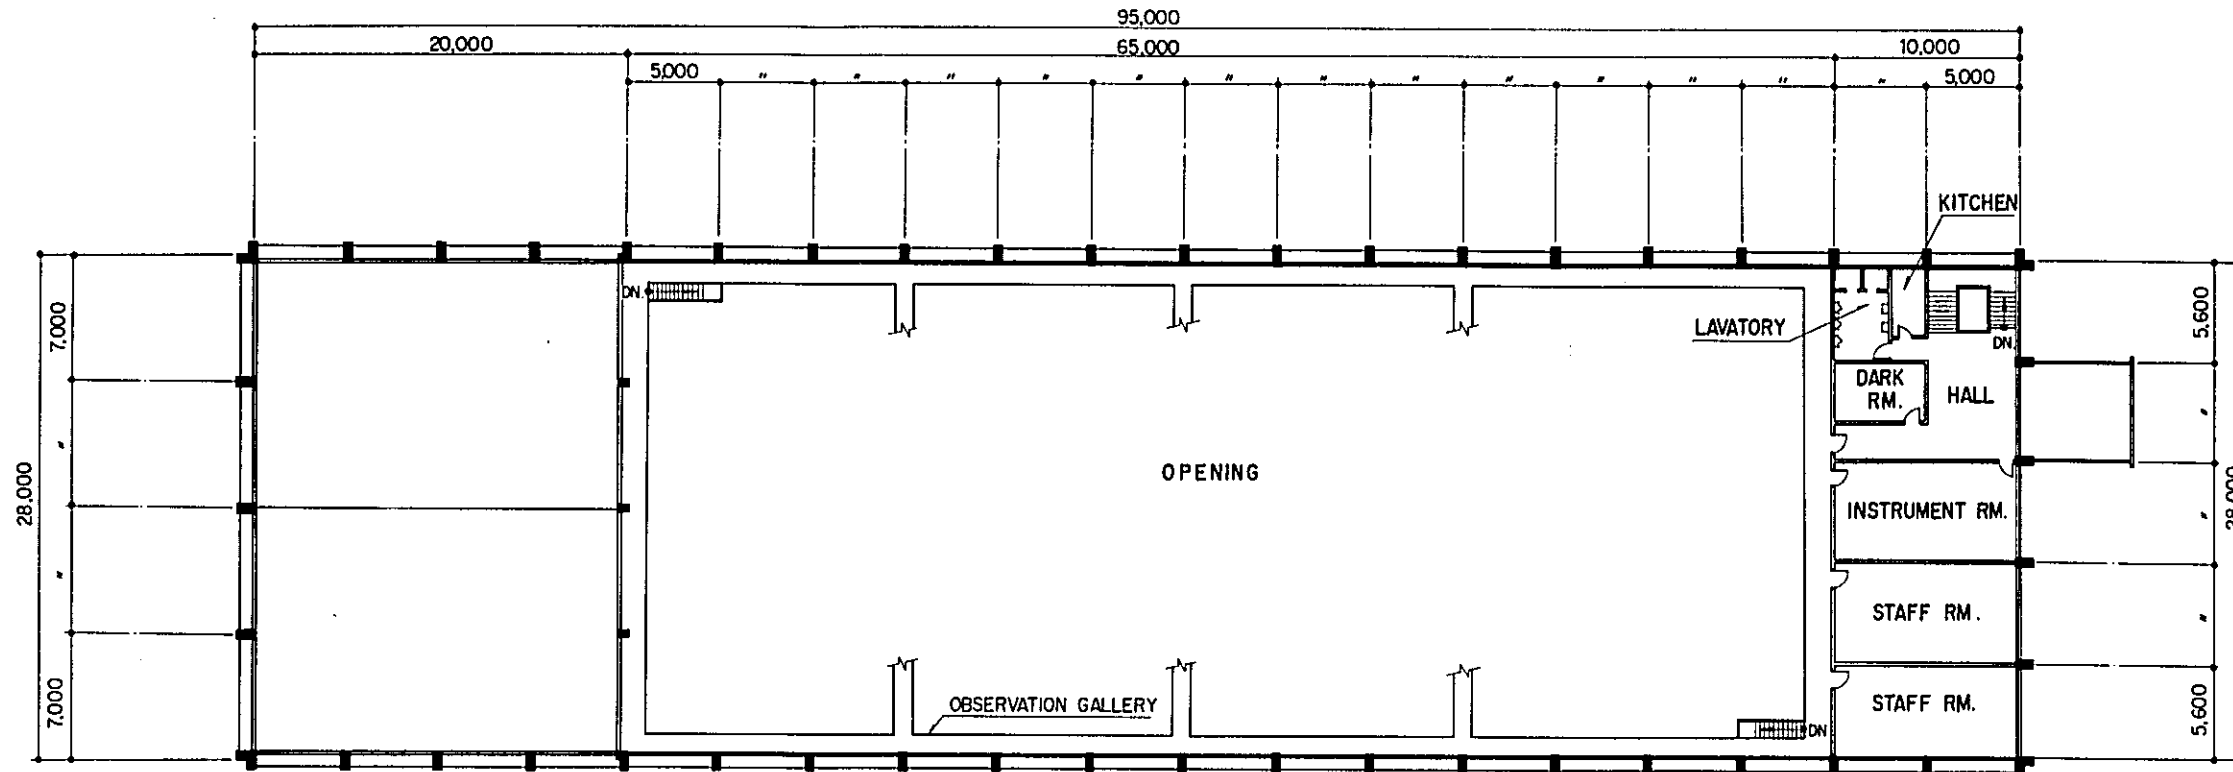 95,000
20,000 65,000 10,000
5,000 " " " " " " " " " " " " " 5,000
KITCHEN
DN.
7,000 5,600
LAVATORY
DN.
DARK
RM.
HALL
" "
OPENING
28,000 28,000
INSTRUMENT RM.
" "
STAFF RM.
"
7,000 5,600
OBSERVATION GALLERY
STAFF RM.
DN